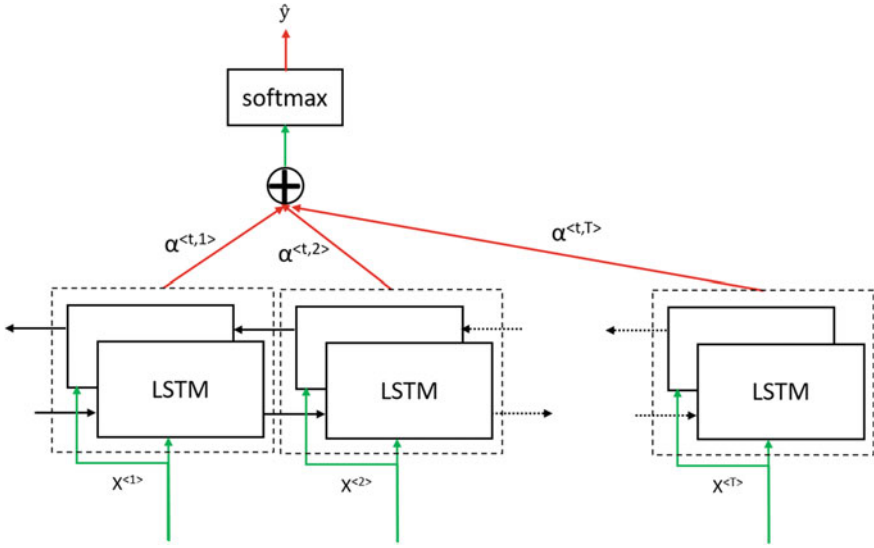 ŷ
softmax
α<t,1>
α<t,2>
α<t,T>
LSTM
LSTM
LSTM
X<1>
X<2>
X<T>